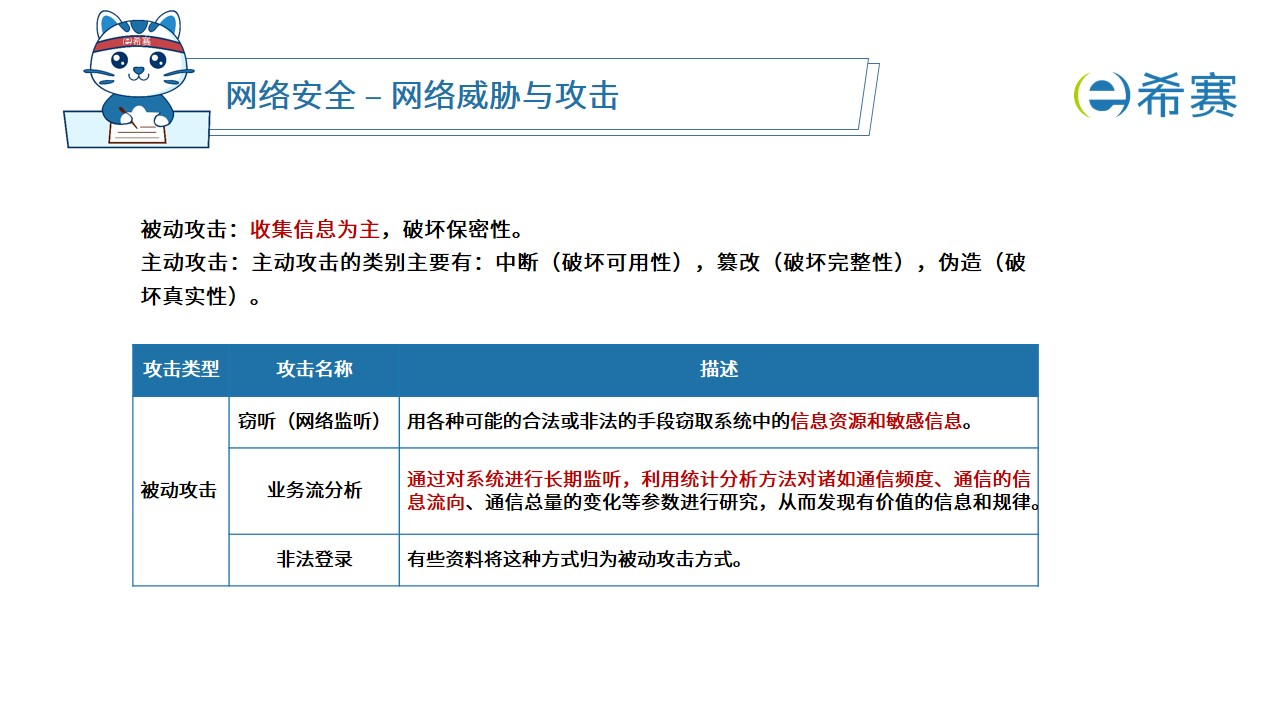 希赛
网络安全 – 网络威胁与攻击
希赛
被动攻击：收集信息为主，破坏保密性。
主动攻击：主动攻击的类别主要有：中断（破坏可用性），篡改（破坏完整性），伪造（破
坏真实性）。
攻击类型
攻击名称
描述
被动攻击
窃听（网络监听）
用各种可能的合法或非法的手段窃取系统中的信息资源和敏感信息。
业务流分析
通过对系统进行长期监听，利用统计分析方法对诸如通信频度、通信的信
息流向、通信总量的变化等参数进行研究，从而发现有价值的信息和规律。
非法登录
有些资料将这种方式归为被动攻击方式。